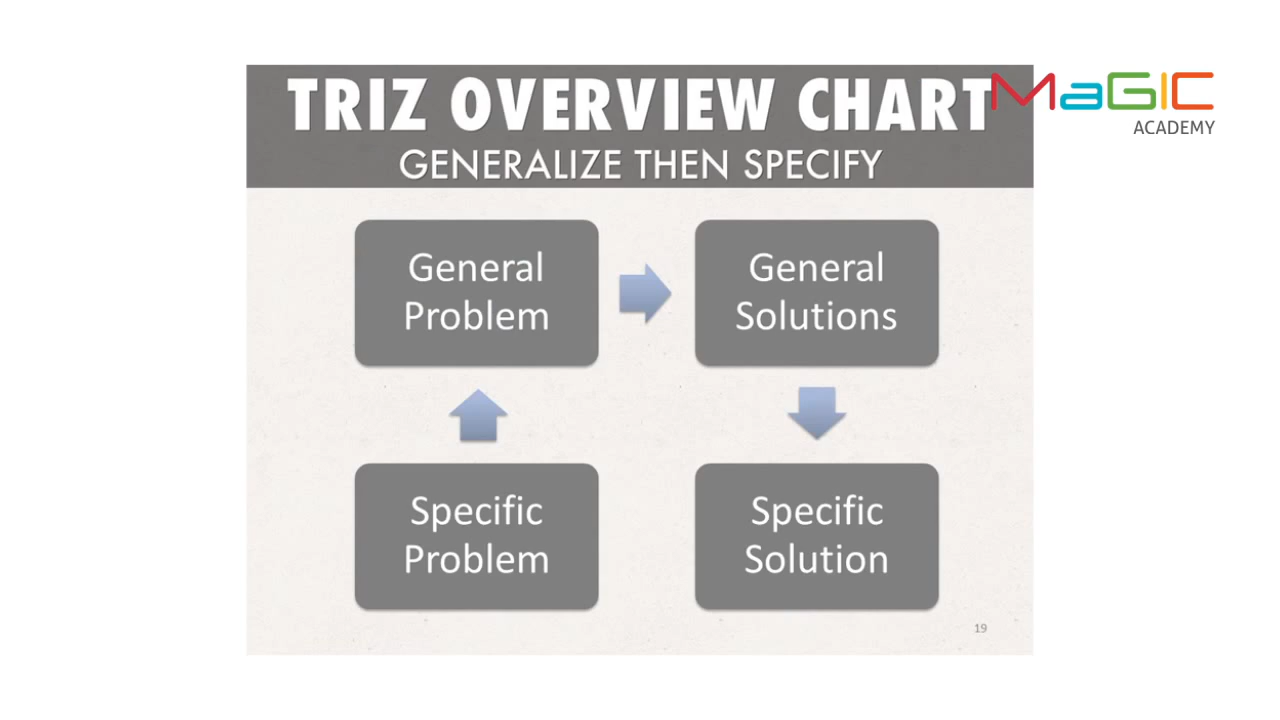 TRIZ OVERVIEW CHART
MaGIC
ACADEMY
GENERALIZE THEN SPECIFY
General
Problem
General
Solutions
Specific
Problem
Specific
Solution
19